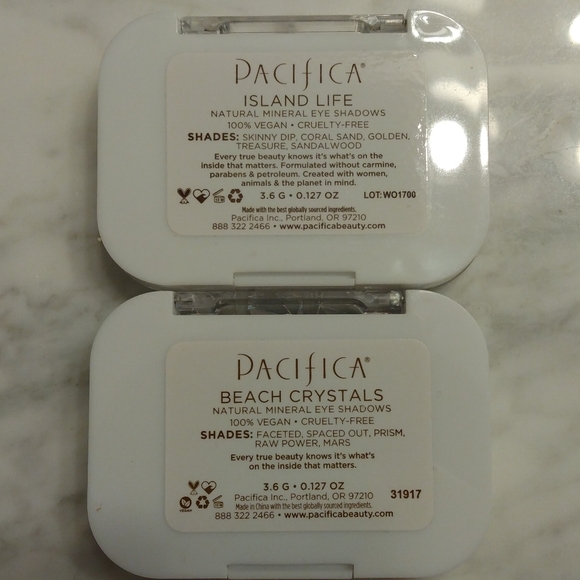 PACIFICA®
ISLAND LIFE
NATURAL MINERAL EYE SHADOWS
100% VEGAN • CRUELTY-FREE
SHADES: SKINNY DIP, CORAL SAND, GOLDEN,
TREASURE, SANDALWOOD
Every true beauty knows it's what's on the
inside that matters. Formulated without carmine,
parabens & petroleum. Created with women,
animals & the planet in mind.
3.6 G • 0.127 OZ LOT: WO1700
Made with the best globally sourced ingredients.
Pacifica Inc., Portland, OR 97210
888 322 2466 • www.pacificabeauty.com
PACIFICA®
BEACH CRYSTALS
NATURAL MINERAL EYE SHADOWS
100% VEGAN • CRUELTY-FREE
SHADES: FACETED, SPACED OUT, PRISM,
RAW POWER, MARS
Every true beauty knows it's what's
on the inside that matters.
3.6 G • 0.127 OZ
Pacifica Inc., Portland, OR 97210 31917
Made in China with the best globally sourced ingredients.
888 322 2466 • www.pacificabeauty.com